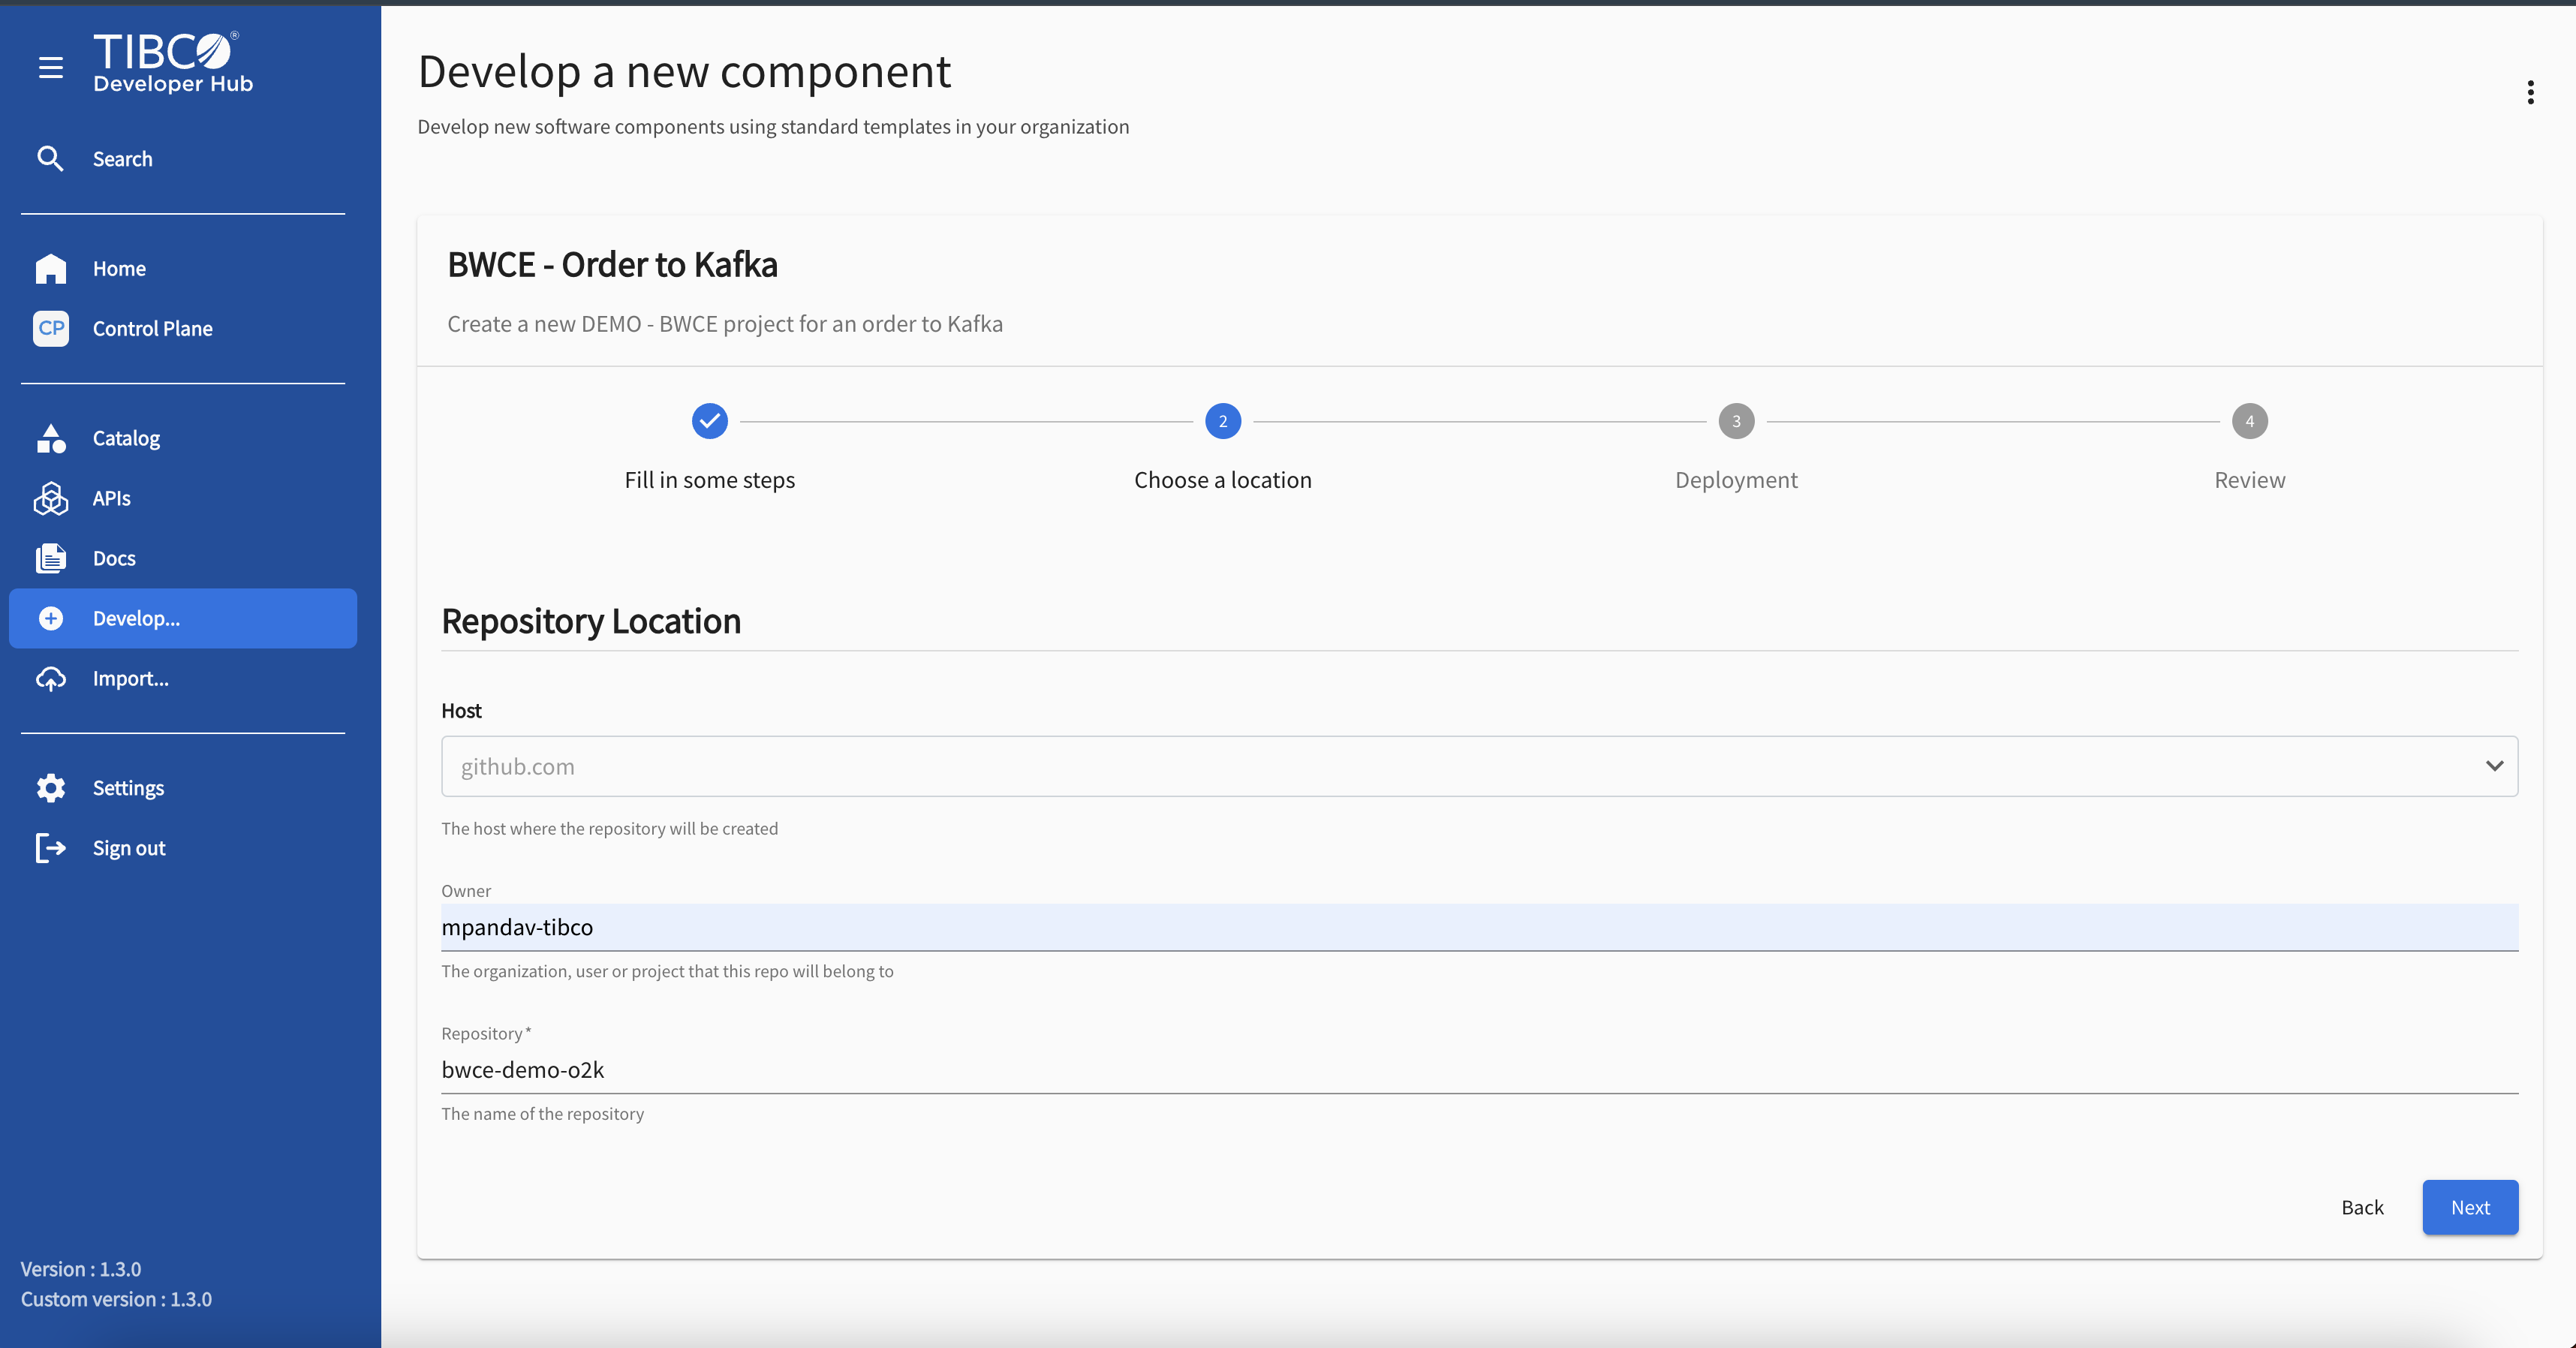 TIBCO®
Developer Hub
Search
Home
CP Control Plane
Catalog
APIs
Docs
Develop...
Import...
Settings
Sign out
Version : 1.3.0
Custom version : 1.3.0
Develop a new component
Develop new software components using standard templates in your organization
BWCE - Order to Kafka
Create a new DEMO - BWCE project for an order to Kafka
2 3 4
Fill in some steps Choose a location Deployment Review
Repository Location
Host
github.com
The host where the repository will be created
Owner
mpandav-tibco
The organization, user or project that this repo will belong to
Repository *
bwce-demo-o2k
The name of the repository
Back Next